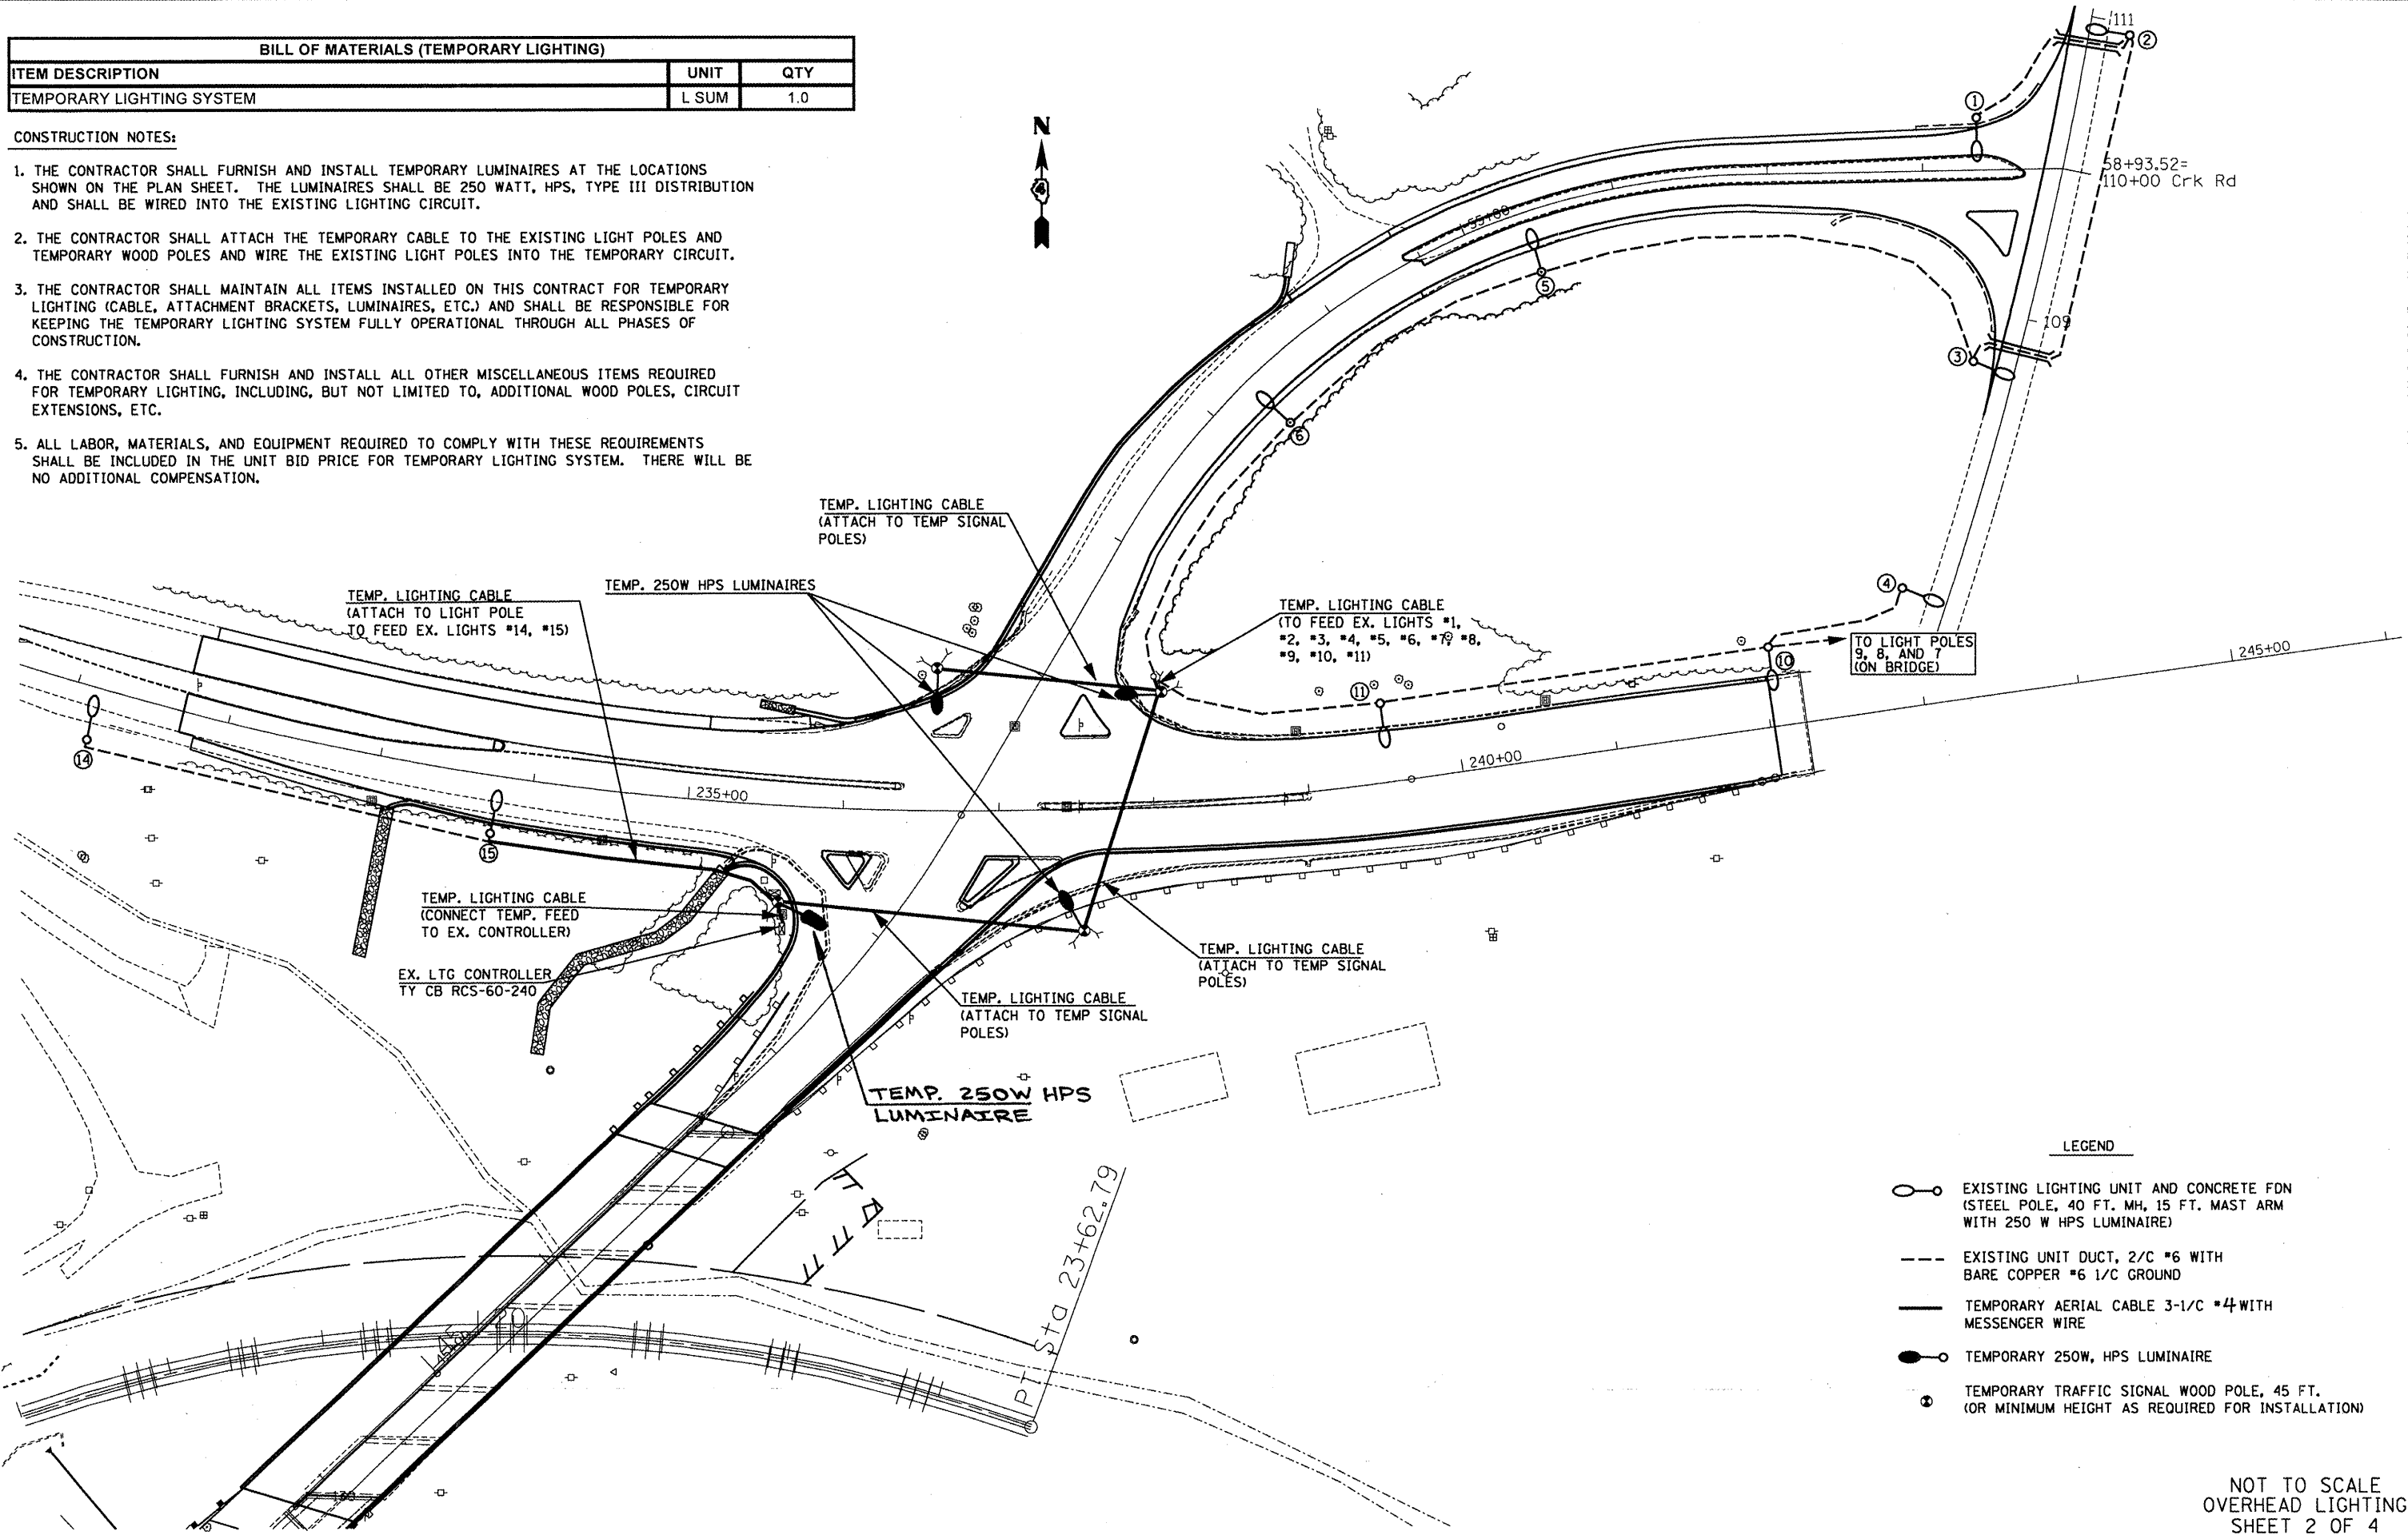 BILL OF MATERIALS (TEMPORARY LIGHTING)
ITEM DESCRIPTION UNIT QTY
TEMPORARY LIGHTING SYSTEM L SUM 1.0
CONSTRUCTION NOTES:
1. THE CONTRACTOR SHALL FURNISH AND INSTALL TEMPORARY LUMINAIRES AT THE LOCATIONS
SHOWN ON THE PLAN SHEET. THE LUMINAIRES SHALL BE 250 WATT, HPS, TYPE III DISTRIBUTION
AND SHALL BE WIRED INTO THE EXISTING LIGHTING CIRCUIT.
2. THE CONTRACTOR SHALL ATTACH THE TEMPORARY CABLE TO THE EXISTING LIGHT POLES AND
TEMPORARY WOOD POLES AND WIRE THE EXISTING LIGHT POLES INTO THE TEMPORARY CIRCUIT.
3. THE CONTRACTOR SHALL MAINTAIN ALL ITEMS INSTALLED ON THIS CONTRACT FOR TEMPORARY
LIGHTING (CABLE, ATTACHMENT BRACKETS, LUMINAIRES, ETC.) AND SHALL BE RESPONSIBLE FOR
KEEPING THE TEMPORARY LIGHTING SYSTEM FULLY OPERATIONAL THROUGH ALL PHASES OF
CONSTRUCTION.
4. THE CONTRACTOR SHALL FURNISH AND INSTALL ALL OTHER MISCELLANEOUS ITEMS REQUIRED
FOR TEMPORARY LIGHTING, INCLUDING, BUT NOT LIMITED TO, ADDITIONAL WOOD POLES, CIRCUIT
EXTENSIONS, ETC.
5. ALL LABOR, MATERIALS, AND EQUIPMENT REQUIRED TO COMPLY WITH THESE REQUIREMENTS
SHALL BE INCLUDED IN THE UNIT BID PRICE FOR TEMPORARY LIGHTING SYSTEM. THERE WILL BE
NO ADDITIONAL COMPENSATION.
N
4
111
2
1
58+93.52=
110+00 Crk Rd
55+00
5
109
3
6
TEMP. LIGHTING CABLE
(ATTACH TO TEMP SIGNAL
POLES)
TEMP. 250W HPS LUMINAIRES
TEMP. LIGHTING CABLE
(ATTACH TO LIGHT POLE
TO FEED EX. LIGHTS #14, #15)
TEMP. LIGHTING CABLE
(TO FEED EX. LIGHTS #1,
#2, #3, #4, #5, #6, #7, #8,
#9, #10, #11)
4
TO LIGHT POLES
9, 8, AND 7
(ON BRIDGE)
10
245+00
11
14
240+00
235+00
15
TEMP. LIGHTING CABLE
(CONNECT TEMP. FEED
TO EX. CONTROLLER)
EX. LTG CONTROLLER
TY CB RCS-60-240
TEMP. LIGHTING CABLE
(ATTACH TO TEMP SIGNAL
POLES)
TEMP. LIGHTING CABLE
(ATTACH TO TEMP SIGNAL
POLES)
TEMP. 250W HPS
LUMINAIRE
PT Sta 23+62.79
130
LEGEND
EXISTING LIGHTING UNIT AND CONCRETE FDN
(STEEL POLE, 40 FT. MH, 15 FT. MAST ARM
WITH 250 W HPS LUMINAIRE)
EXISTING UNIT DUCT, 2/C #6 WITH
BARE COPPER #6 1/C GROUND
TEMPORARY AERIAL CABLE 3-1/C #4 WITH
MESSENGER WIRE
TEMPORARY 250W, HPS LUMINAIRE
TEMPORARY TRAFFIC SIGNAL WOOD POLE, 45 FT.
(OR MINIMUM HEIGHT AS REQUIRED FOR INSTALLATION)
NOT TO SCALE
OVERHEAD LIGHTING
SHEET 2 OF 4